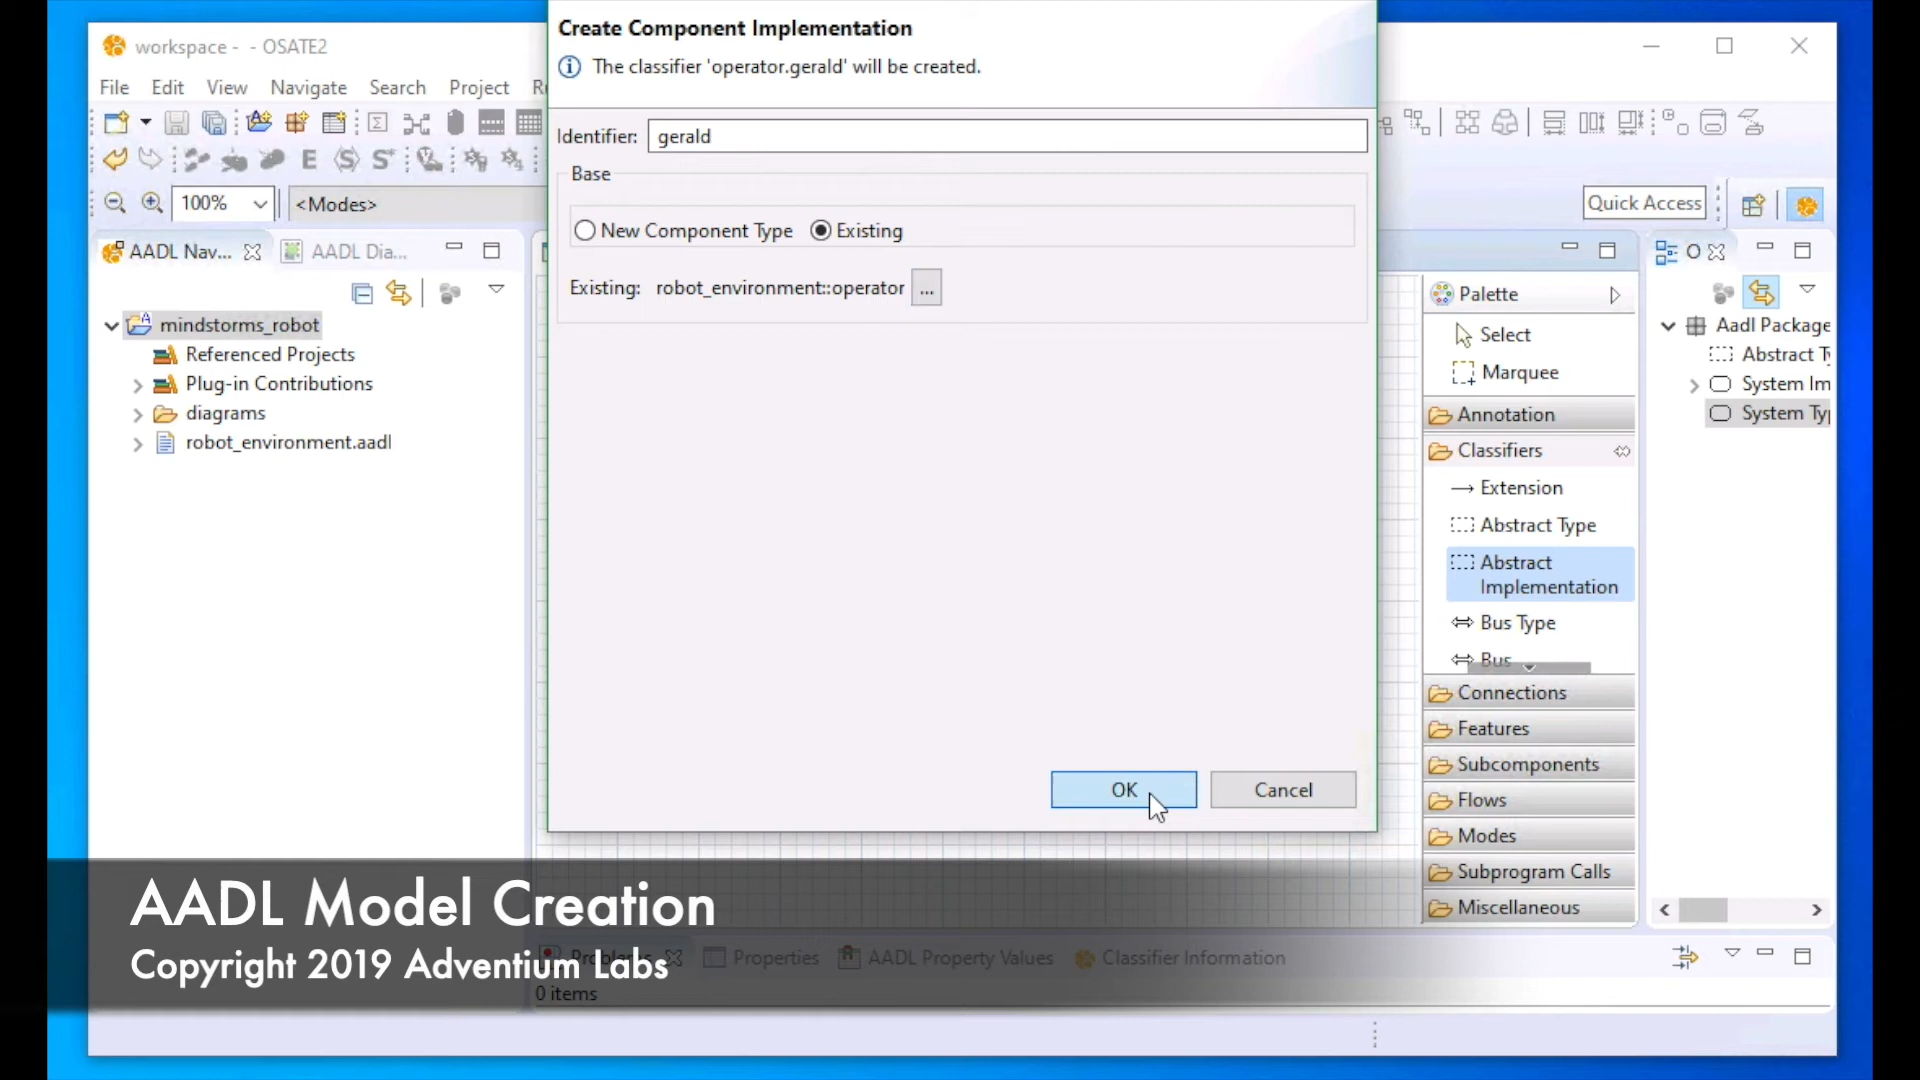 workspace - - OSATE2
File Edit View Navigate Search Project
100% <Modes>
Quick Access
AADL Nav... AADL Dia...
mindstorms_robot
Referenced Projects
Plug-in Contributions
diagrams
robot_environment.aadl
Create Component Implementation
The classifier 'operator.gerald' will be created.
Identifier: gerald
Base
New Component Type Existing
Existing: robot_environment::operator ...
OK Cancel
Palette
Select
Marquee
Annotation
Classifiers
Extension
Abstract Type
Abstract
Implementation
Bus Type
Bus
Connections
Features
Subcomponents
Flows
Modes
Subprogram Calls
Miscellaneous
O
Aadl Package
Abstract T
System Im
System Typ
Problems Properties AADL Property Values Classifier Information
0 items
AADL Model Creation
Copyright 2019 Adventium Labs